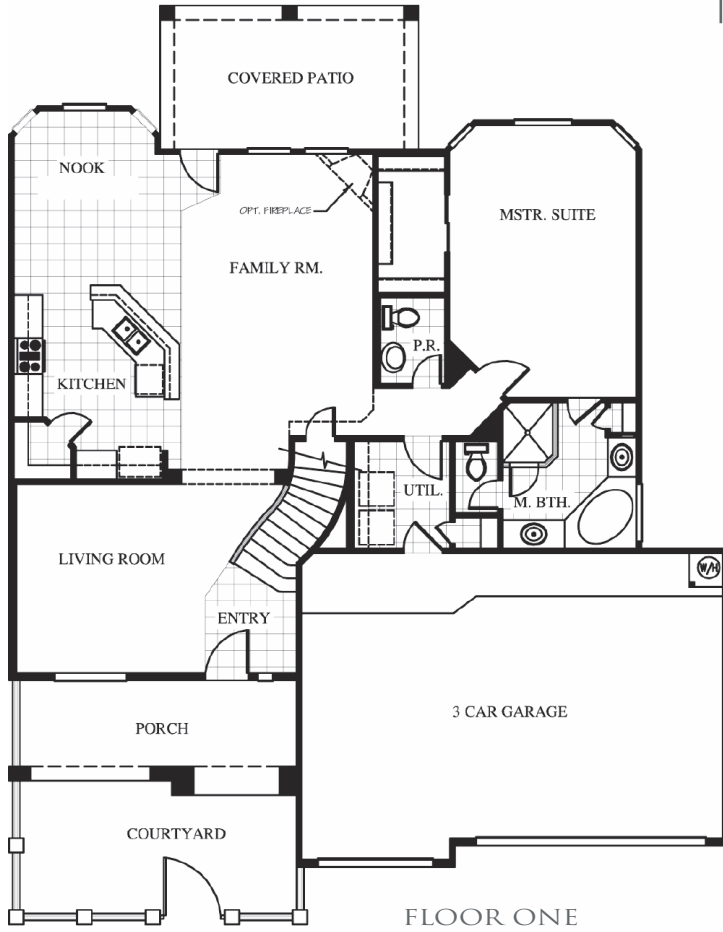 COVERED PATIO
NOOK
OPT. FIREPLACE
MSTR. SUITE
FAMILY RM.
P.R.
KITCHEN
UTIL.
M. BTH.
LIVING ROOM
W/H
ENTRY
3 CAR GARAGE
PORCH
COURTYARD
FLOOR ONE